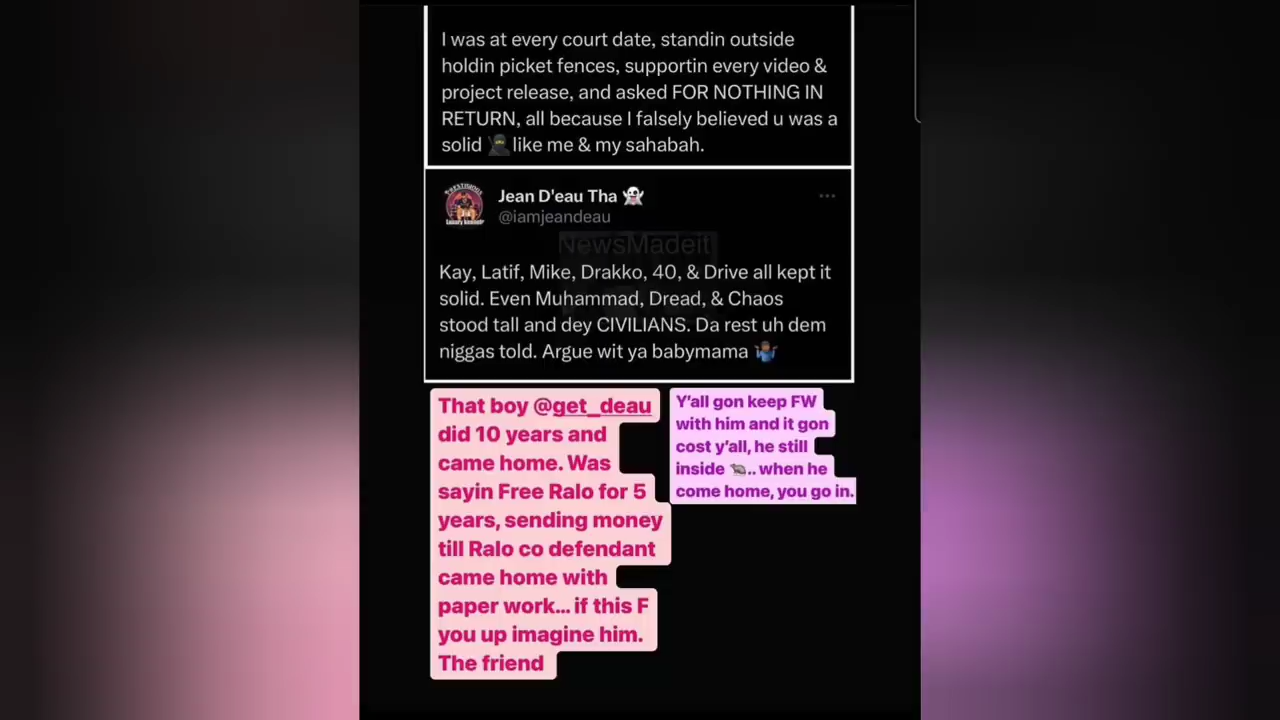 I was at every court date, standin outside
holdin picket fences, supportin every video &
project release, and asked FOR NOTHING IN
RETURN, all because I falsely believed u was a
solid 🥷🏿 like me & my sahabah.
Jean D'eau Tha 👻
@iamjeandeau
NewsMadeit
Kay, Latif, Mike, Drakko, 40, & Drive all kept it
solid. Even Muhammad, Dread, & Chaos
stood tall and dey CIVILIANS. Da rest uh dem
niggas told. Argue wit ya babymama 🤷🏾‍♂️
That boy @get_deau
did 10 years and
came home. Was
sayin Free Ralo for 5
years, sending money
till Ralo co defendant
came home with
paper work... if this F
you up imagine him.
The friend
Y'all gon keep FW
with him and it gon
cost y'all, he still
inside 🐀.. when he
come home, you go in.